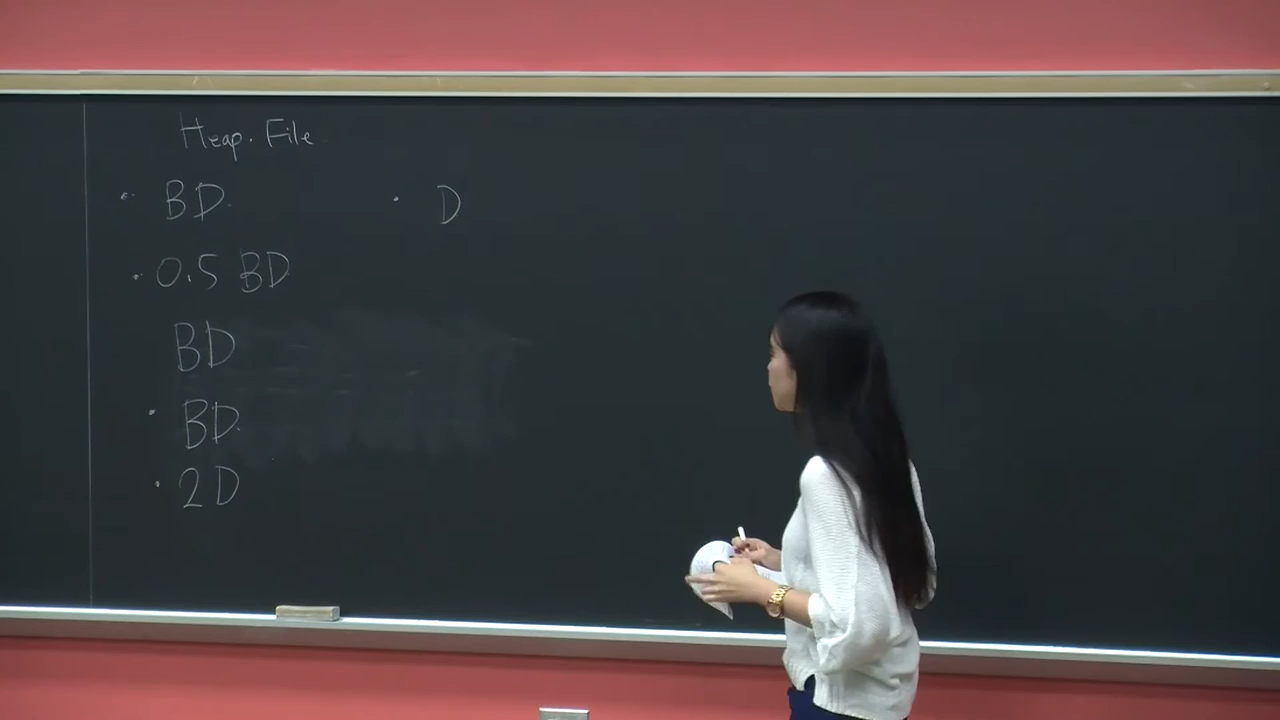 Heap. File
· BD. · D
· 0.5 BD
BD
· BD.
· 2D